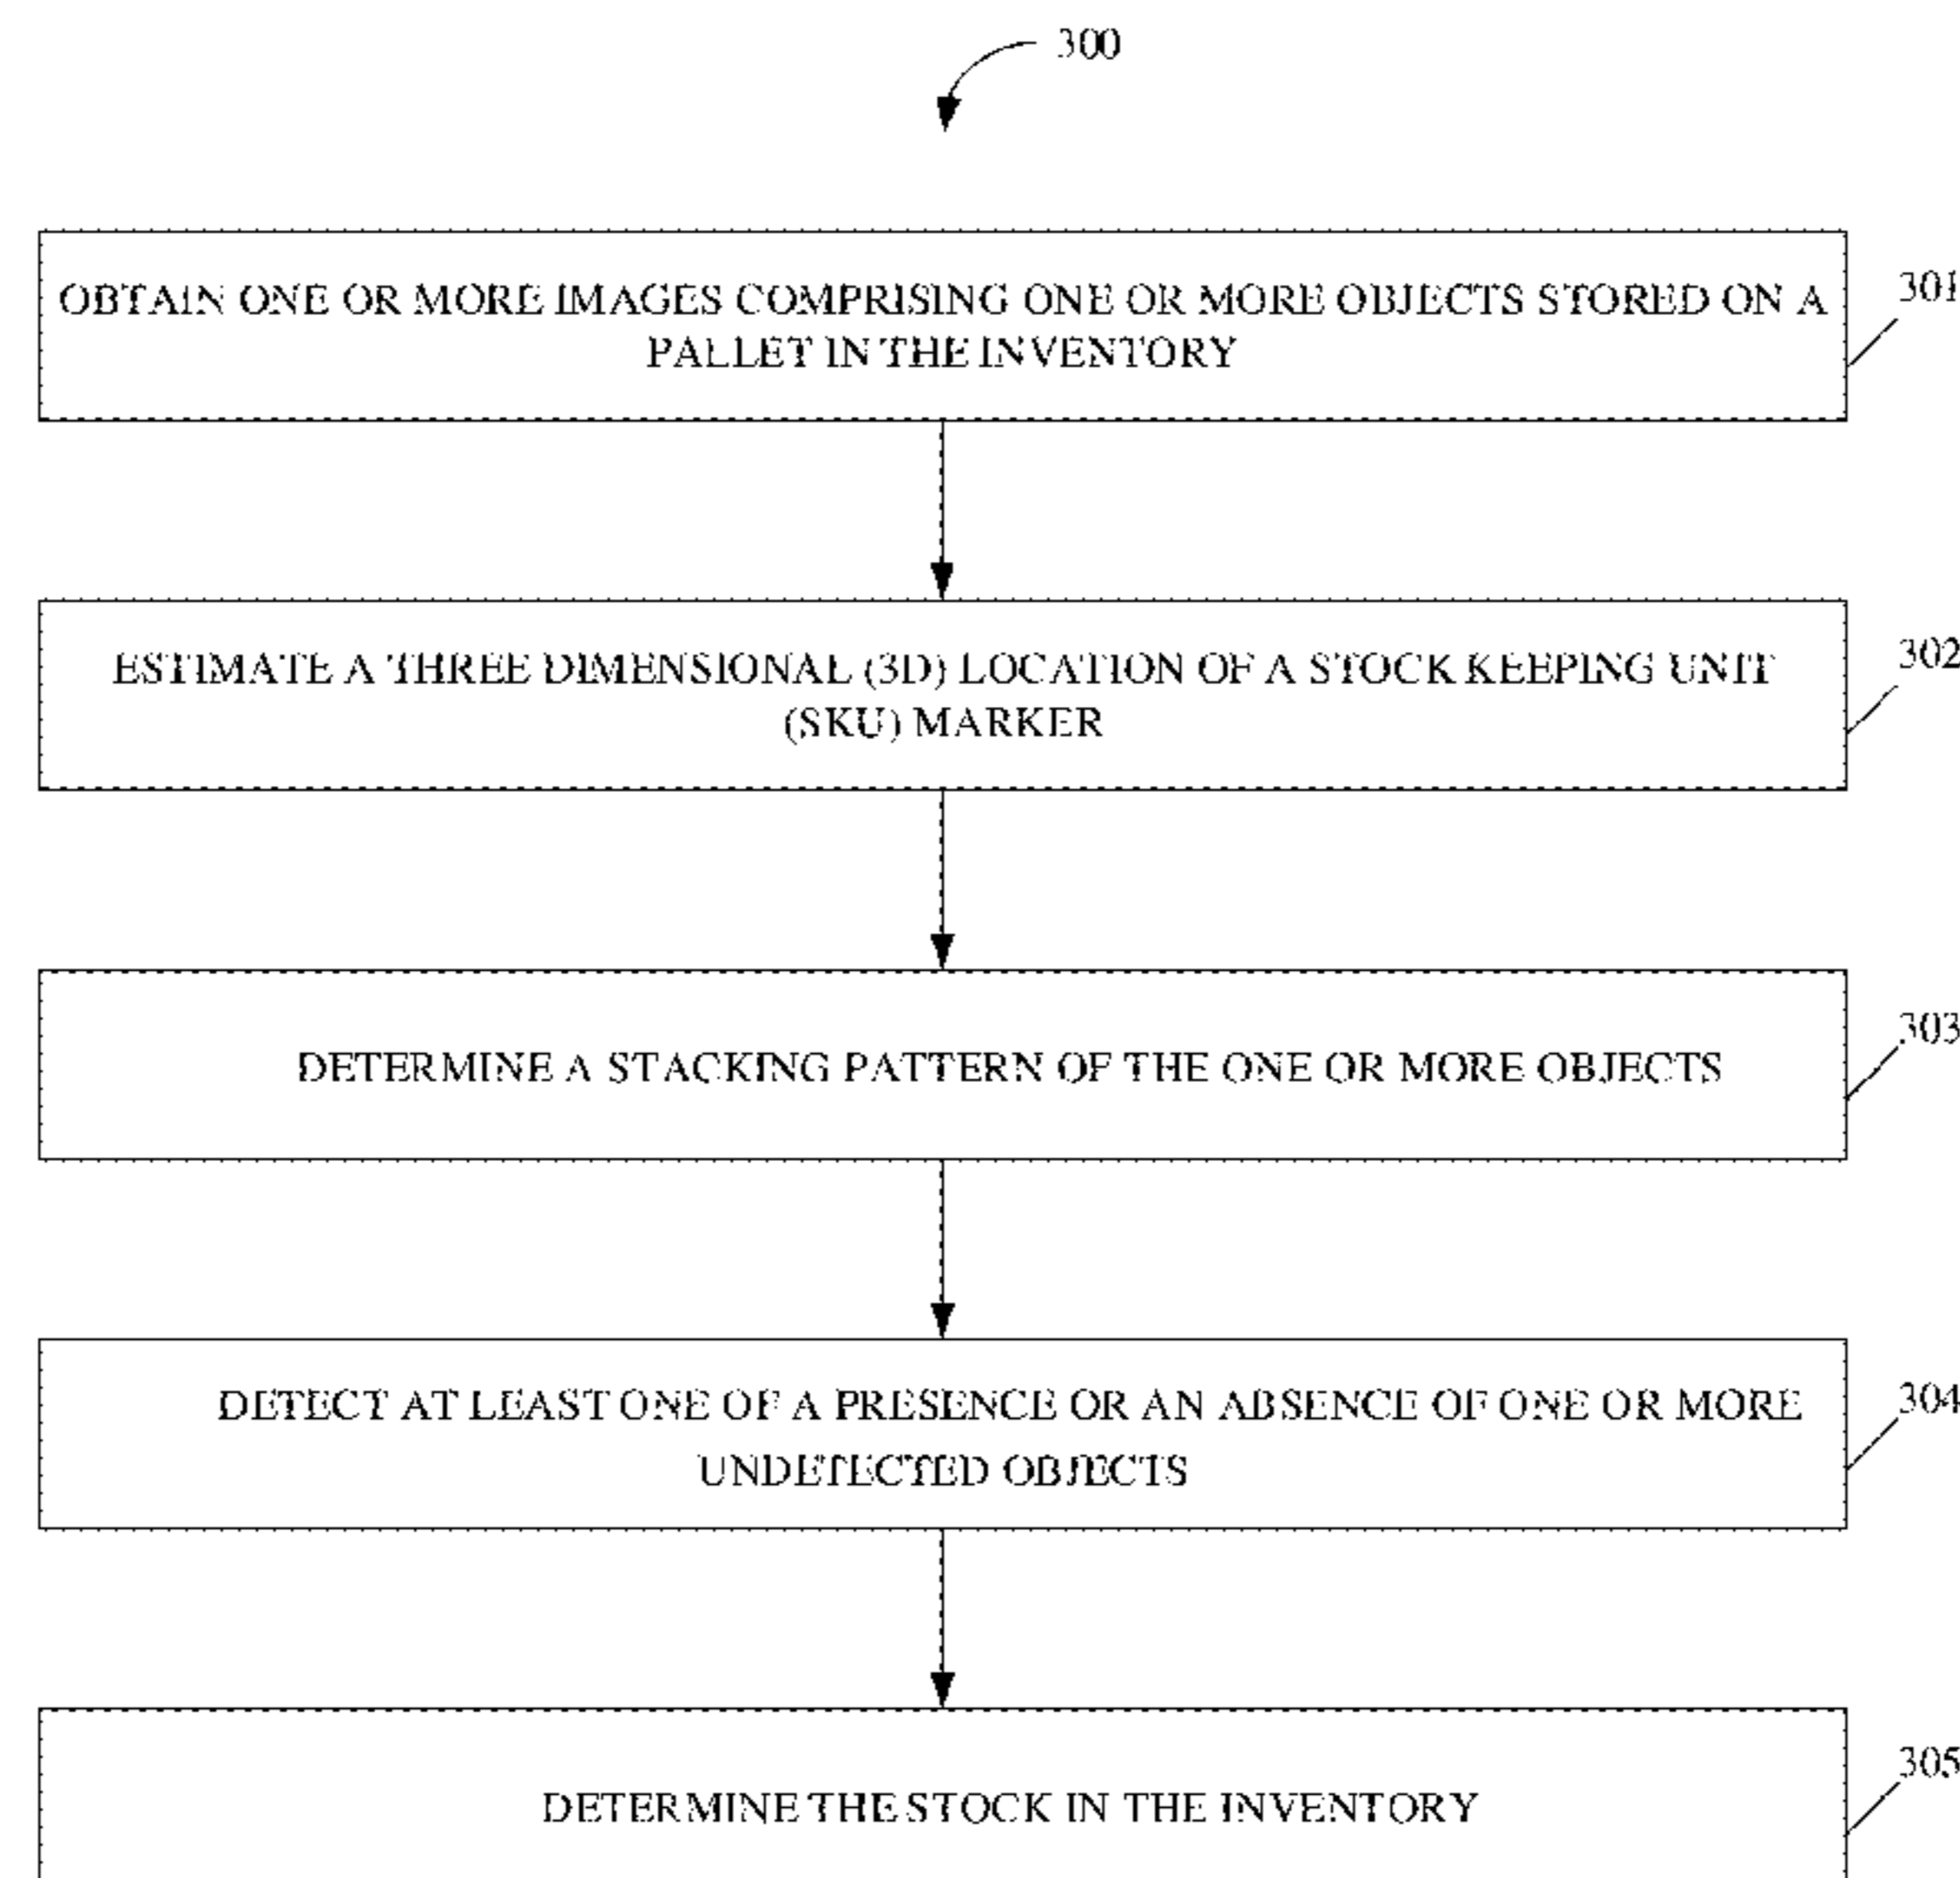 300
OBTAIN ONE OR MORE IMAGES COMPRISING ONE OR MORE OBJECTS STORED ON A
PALLET IN THE INVENTORY
301
ESTIMATE A THREE DIMENSIONAL (3D) LOCATION OF A STOCK KEEPING UNIT
(SKU) MARKER
302
DETERMINE A STACKING PATTERN OF THE ONE OR MORE OBJECTS
303
DETECT AT LEAST ONE OF A PRESENCE OR AN ABSENCE OF ONE OR MORE
UNDETECTED OBJECTS
304
DETERMINE THE STOCK IN THE INVENTORY
305